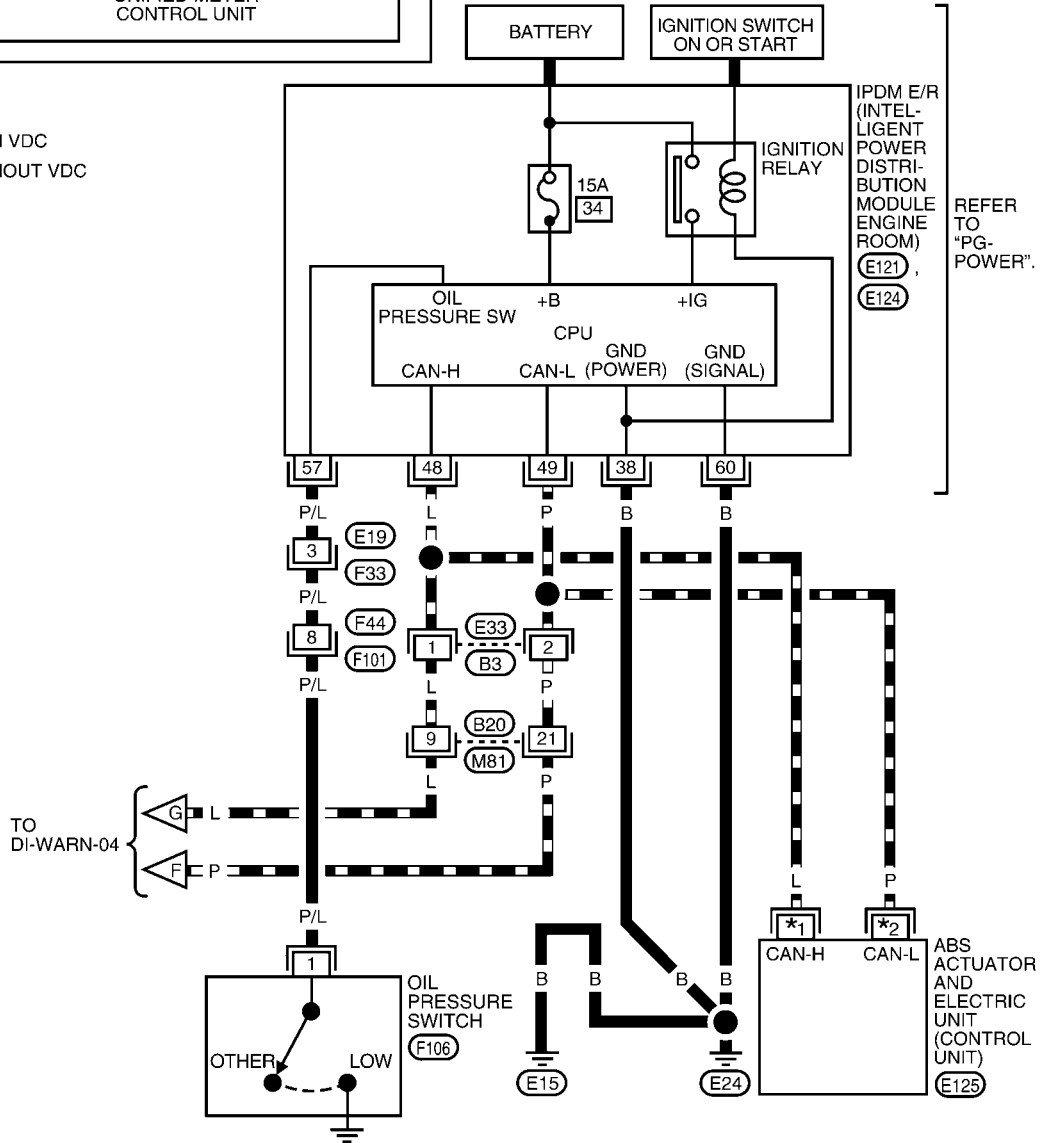 CONTROL UNIT
BATTERY
IGNITION SWITCH
ON OR START
VDC
OUT VDC
IPDM E/R
(INTEL-
LIGENT
POWER
DISTRI-
BUTION
MODULE
ENGINE
ROOM)
E121 ,
E124
REFER
TO
“PG-
POWER”.
IGNITION
RELAY
15A
34
OIL
PRESSURE SW
+B
+IG
CPU
CAN-H
CAN-L
GND
(POWER)
GND
(SIGNAL)
57 48 49 38 60
P/L L P B B
3
E19
F33
P/L
8
F44
F101
P/L
1
E33
B3
2
L P
9
B20
M81
21
L P
TO
DI-WARN-04
G L
F P
P/L
1
OIL
PRESSURE
SWITCH
F106
OTHER
LOW
B B B B
E15
E24
L P
*1 *2
CAN-H CAN-L
ABS
ACTUATOR
AND
ELECTRIC
UNIT
(CONTROL
UNIT)
E125